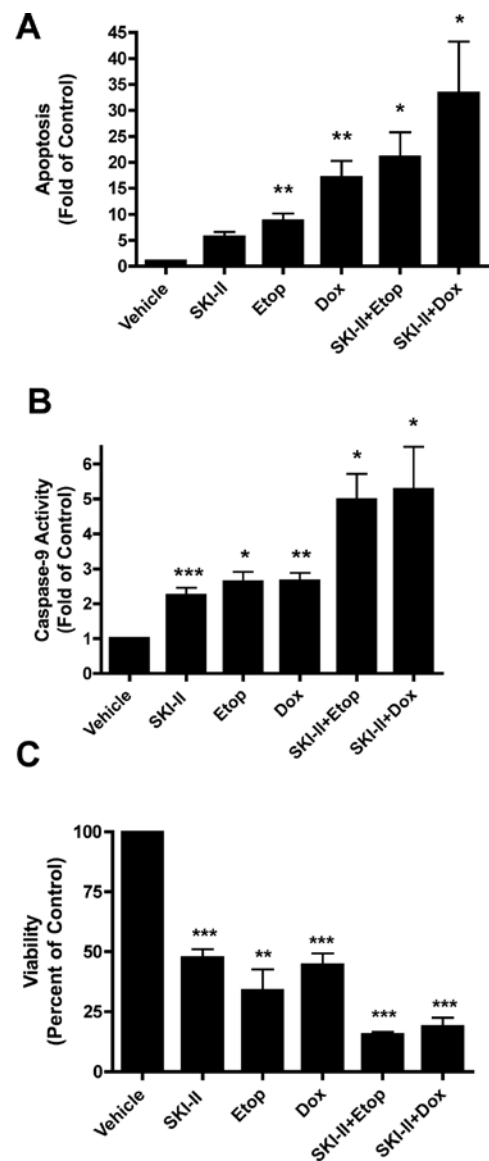 A
Apoptosis
(Fold of Control)
45
40
35
30
25
20
15
10
5
0
**
**
*
*
Vehicle
SKI-II
Etop
Dox
SKI-II+Etop
SKI-II+Dox
B
Caspase-9 Activity
(Fold of Control)
6
5
4
3
2
1
0
***
*
**
*
*
Vehicle
SKI-II
Etop
Dox
SKI-II+Etop
SKI-II+Dox
C
Viability
(Percent of Control)
100
75
50
25
0
***
**
***
***
***
Vehicle
SKI-II
Etop
Dox
SKI-II+Etop
SKI-II+Dox